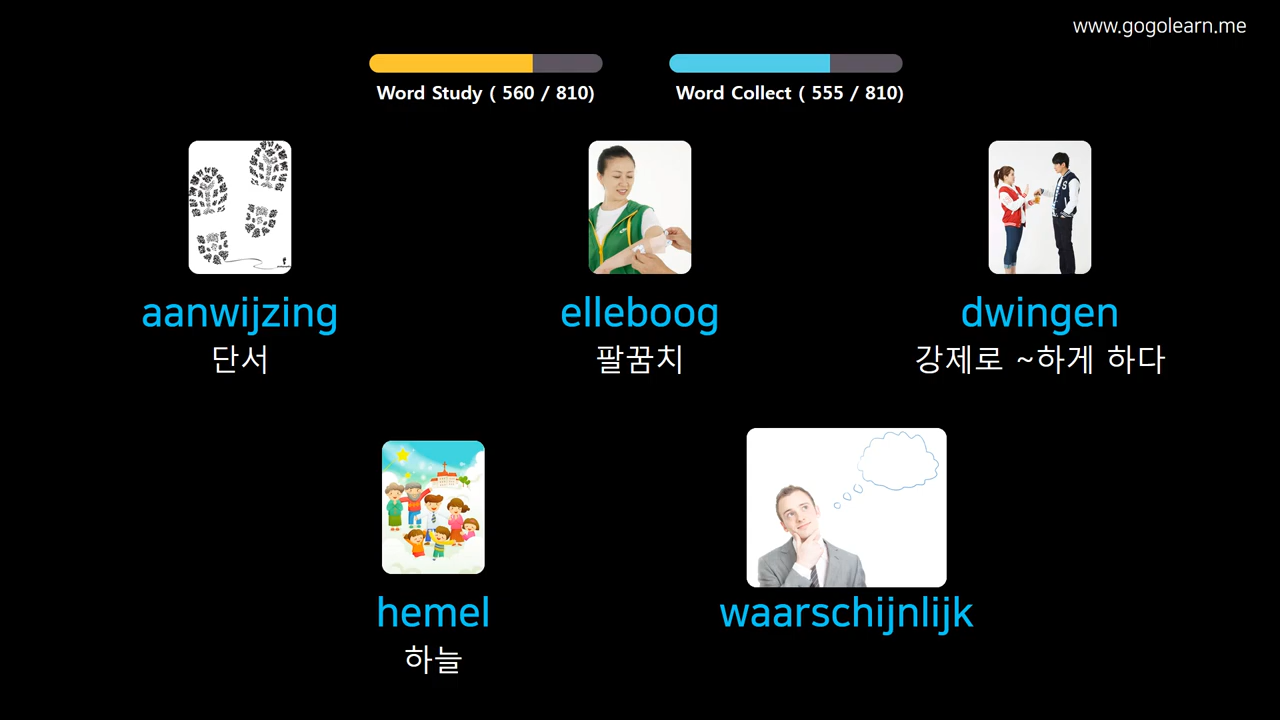 www.gogolearn.me
Word Study ( 560 / 810)
Word Collect ( 555 / 810)
aanwijzing
단서
elleboog
팔꿈치
dwingen
강제로 ~하게 하다
hemel
하늘
waarschijnlijk